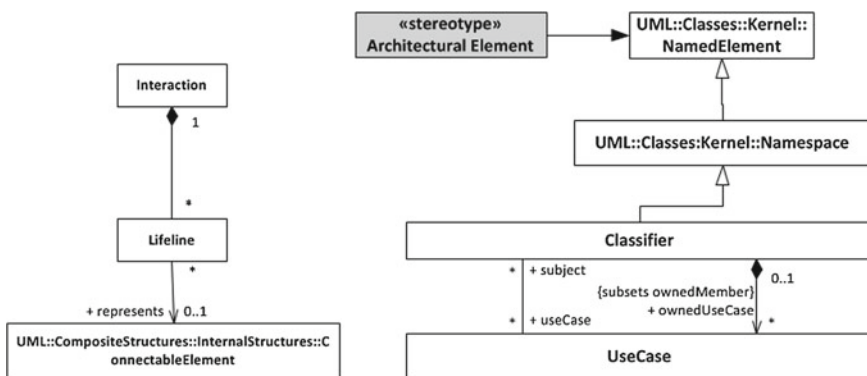 Interaction
1
*
Lifeline
*
+ represents
0..1
UML::CompositeStructures::InternalStructures::C
onnectableElement
«stereotype»
Architectural Element
UML::Classes::Kernel::
NamedElement
UML::Classes:Kernel::Namespace
Classifier
* + subject
0..1
{subsets ownedMember}
+ ownedUseCase
* + useCase
*
UseCase